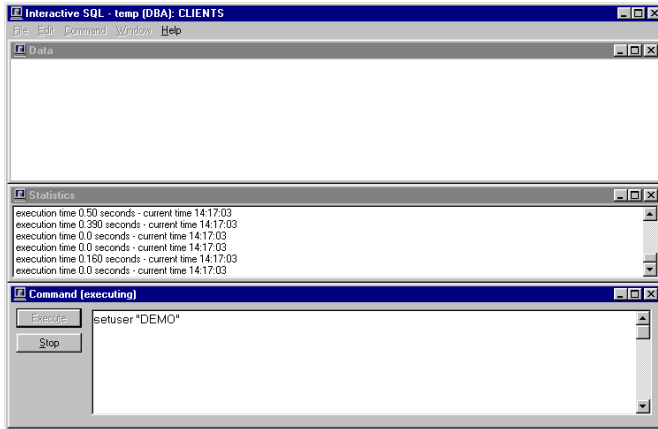 Interactive SQL - temp (DBA): CLIENTS
File Edit Command Window Help
Data
Statistics
execution time 0.50 seconds - current time 14:17:03
execution time 0.390 seconds - current time 14:17:03
execution time 0.0 seconds - current time 14:17:03
execution time 0.0 seconds - current time 14:17:03
execution time 0.160 seconds - current time 14:17:03
execution time 0.0 seconds - current time 14:17:03
Command (executing)
Execute
setuser "DEMO"
Stop